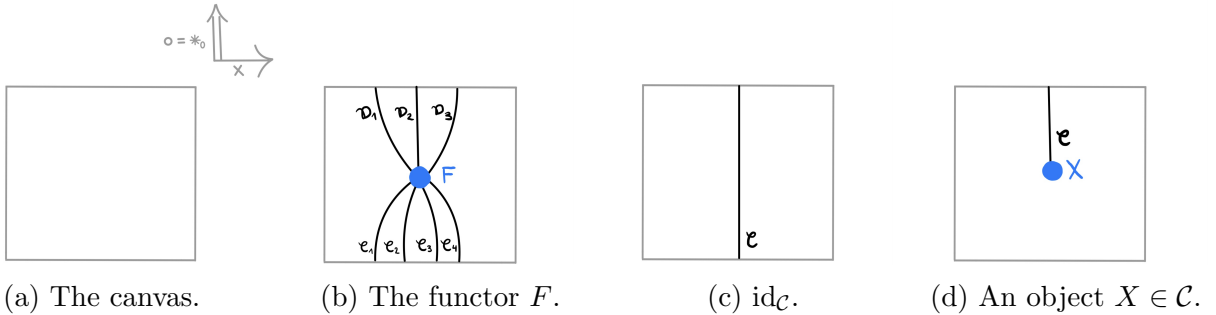 o = *₀
x
𝒟₁ 𝒟₂ 𝒟₃
F
𝒞₁ 𝒞₂ 𝒞₃ 𝒞₄
𝒞
𝒞
X
(a) The canvas.
(b) The functor F.
(c) id𝒞.
(d) An object X ∈ 𝒞.